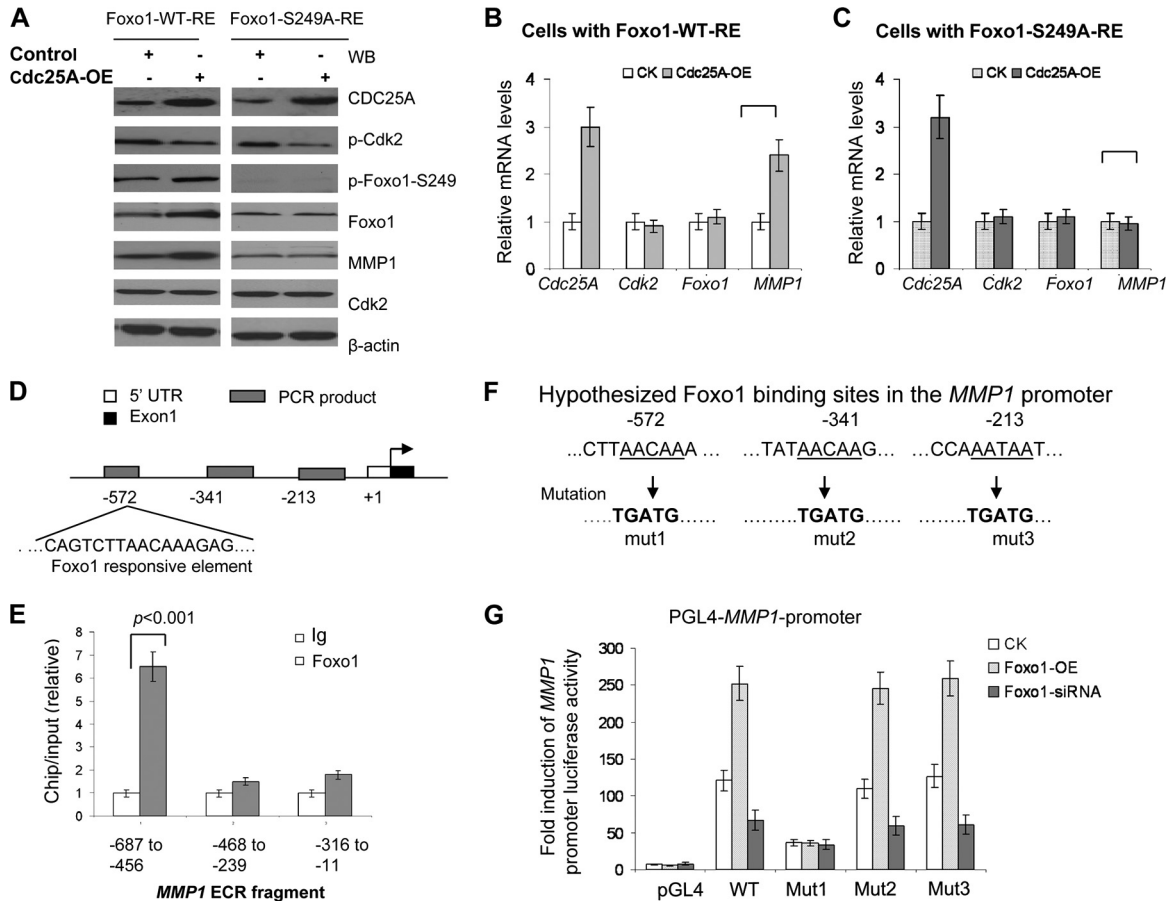 A
Foxo1-WT-RE Foxo1-S249A-RE
Control + - + - WB
Cdc25A-OE - + - +
CDC25A
p-Cdk2
p-Foxo1-S249
Foxo1
MMP1
Cdk2
β-actin
B
Cells with Foxo1-WT-RE
CK Cdc25A-OE
Relative mRNA levels
4
3
2
1
0
Cdc25A Cdk2 Foxo1 MMP1
C
Cells with Foxo1-S249A-RE
CK Cdc25A-OE
Relative mRNA levels
4
3
2
1
0
Cdc25A Cdk2 Foxo1 MMP1
D
5' UTR PCR product
Exon1
-572 -341 -213 +1
. ...CAGTCTTAACAAAGAG....
Foxo1 responsive element
E
p<0.001
Ig
Foxo1
Chip/input (relative)
8
7
6
5
4
3
2
1
0
1 2 3
-687 to -468 to -316 to
-456 -239 -11
MMP1 ECR fragment
F
Hypothesized Foxo1 binding sites in the MMP1 promoter
-572 -341 -213
...CTTAACAAA ... ...TATAACAAG... ...CCAAATAAT...
Mutation
.....TGATG...... ........TGATG...... ........TGATG...
mut1 mut2 mut3
G
PGL4-MMP1-promoter
CK
Foxo1-OE
Foxo1-siRNA
Fold induction of MMP1
promoter luciferase activity
300
250
200
150
100
50
0
pGL4 WT Mut1 Mut2 Mut3